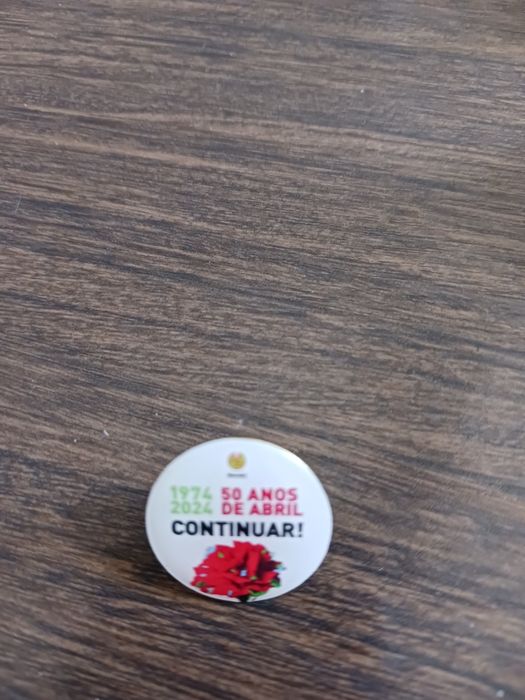 1974 50 ANOS
2024 DE ABRIL
CONTINUAR!